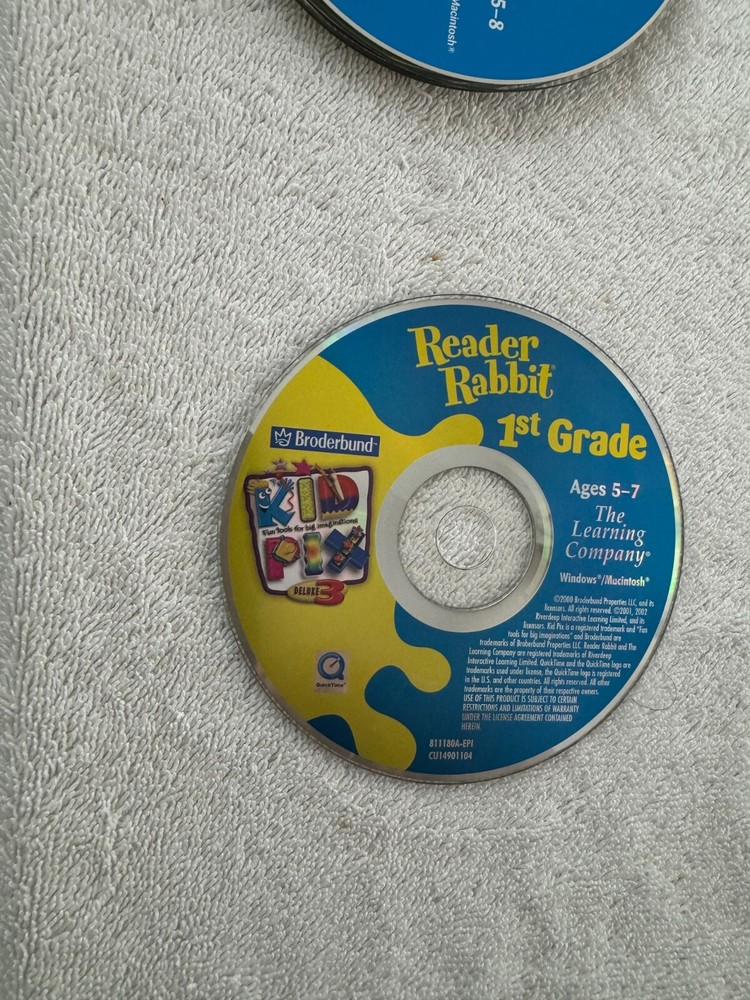 5-8
Macintosh®
Reader
Rabbit®
1st Grade
Broderbund™
KID
Fun tools for big imaginations
PIX
DELUXE 3
Ages 5-7
The
Learning
Company®
Windows®/Macintosh®
©2000 Broderbund Properties LLC, and its
licensors. All rights reserved. ©2001, 2002
Riverdeep Interactive Learning Limited, and its
licensors. Kid Pix is a registered trademark and "Fun
tools for big imaginations" and Broderbund are
trademarks of Broderbund Properties LLC. Reader Rabbit and The
Learning Company are registered trademarks of Riverdeep
Interactive Learning Limited. QuickTime and the QuickTime logo are
trademarks used under license, the QuickTime logo is registered
in the U.S. and other countries. All rights reserved. All other
trademarks are the property of their respective owners.
USE OF THIS PRODUCT IS SUBJECT TO CERTAIN
RESTRICTIONS AND LIMITATIONS OF WARRANTY
UNDER THE LICENSE AGREEMENT CONTAINED
HEREIN.
QuickTime™
811180A-EPI
CU14901104